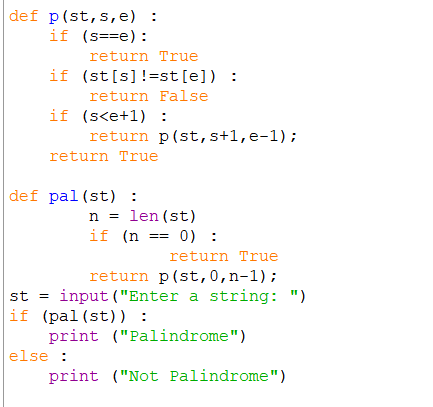 def p(st,s,e) :
    if (s==e):
        return True
    if (st[s]!=st[e]) :
        return False
    if (s<e+1) :
        return p(st,s+1,e-1);
    return True

def pal(st) :
        n = len(st)
        if (n == 0) :
                return True
        return p(st,0,n-1);
st = input("Enter a string: ")
if (pal(st)) :
    print ("Palindrome")
else :
    print ("Not Palindrome")